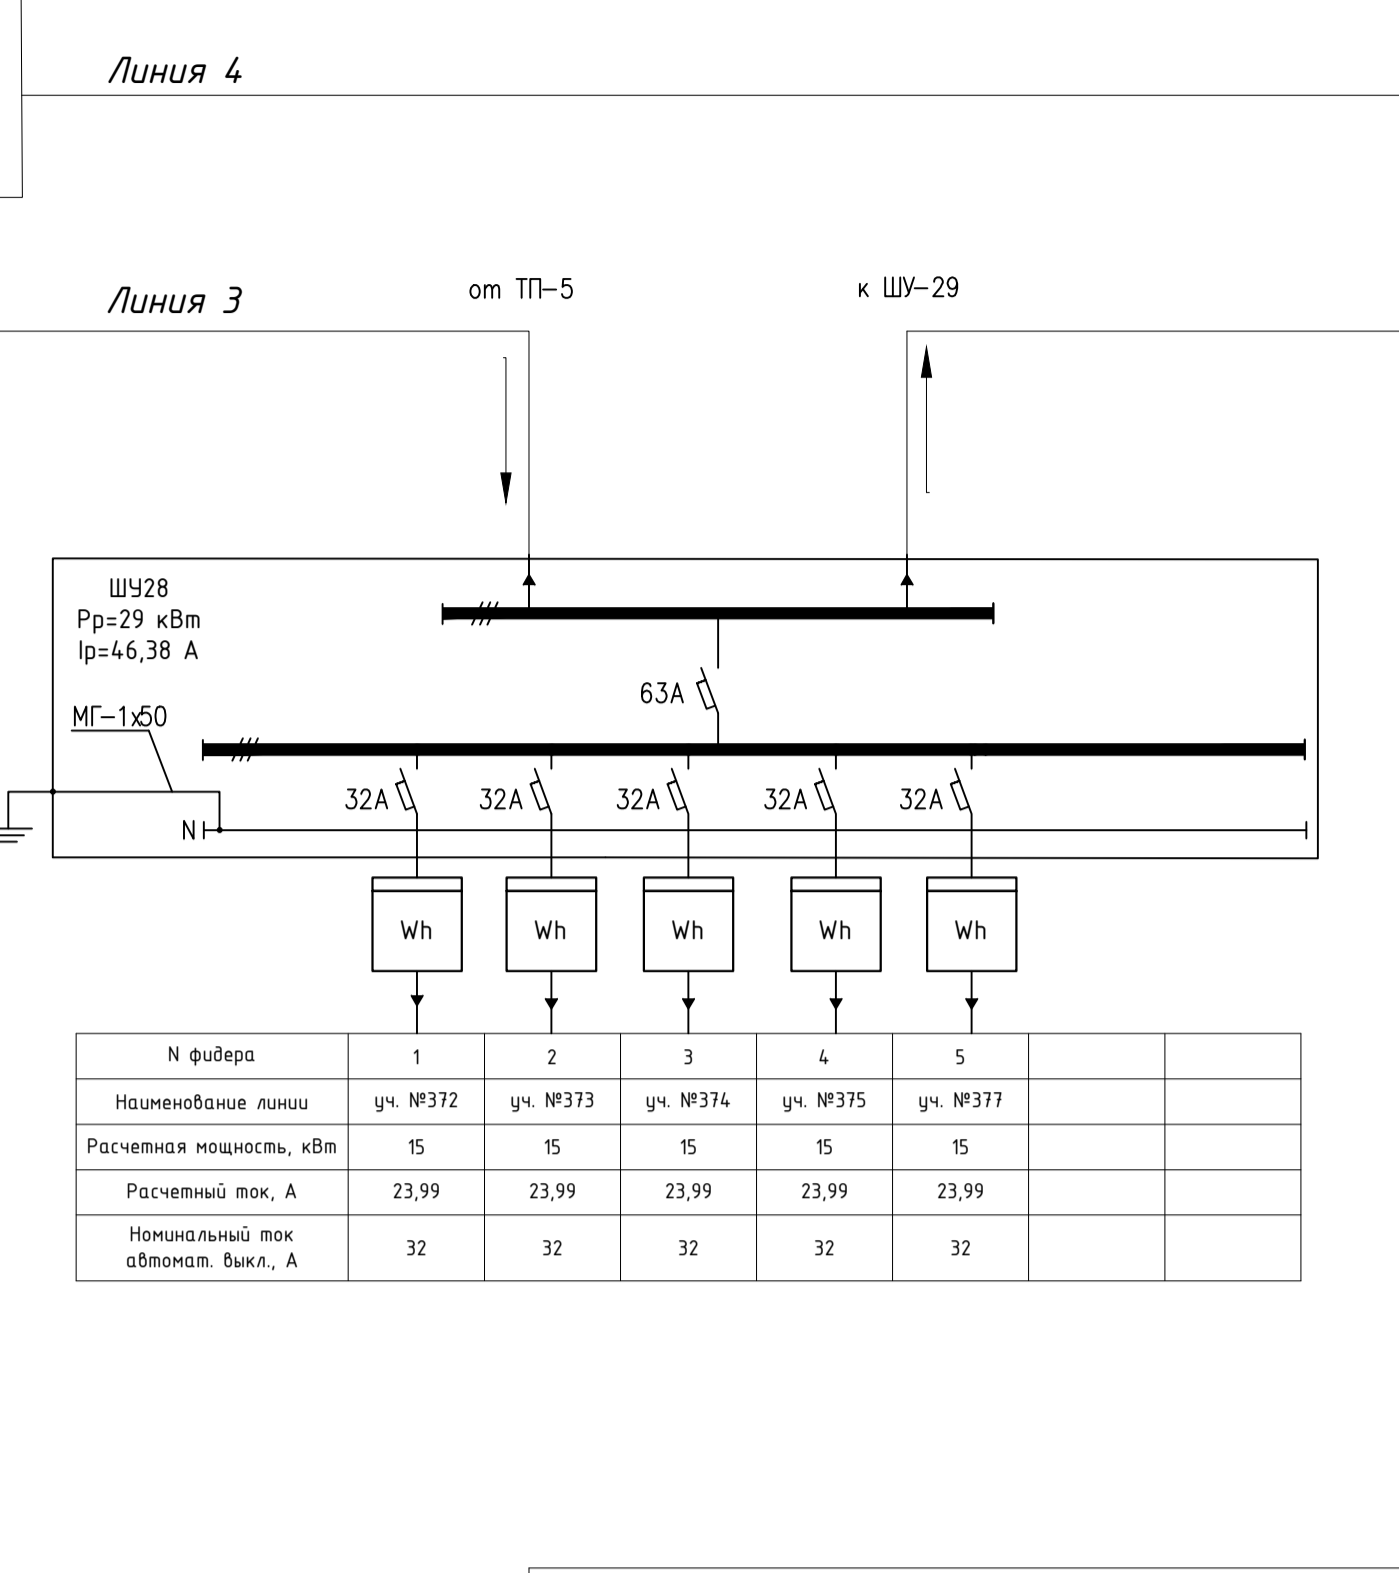 Линия 4
Линия 3
от ТП-5
к ШУ-29
ШУ28
Рр=29 кВт
Iр=46,38 А
63А
МГ-1х50
32А 32А 32А 32А 32А
N
Wh Wh Wh Wh Wh
N фидера 1 2 3 4 5
Наименование линии уч. №372 уч. №373 уч. №374 уч. №375 уч. №377
Расчетная мощность, кВт 15 15 15 15 15
Расчетный ток, А 23,99 23,99 23,99 23,99 23,99
Номинальный ток
автомат. выкл., А 32 32 32 32 32